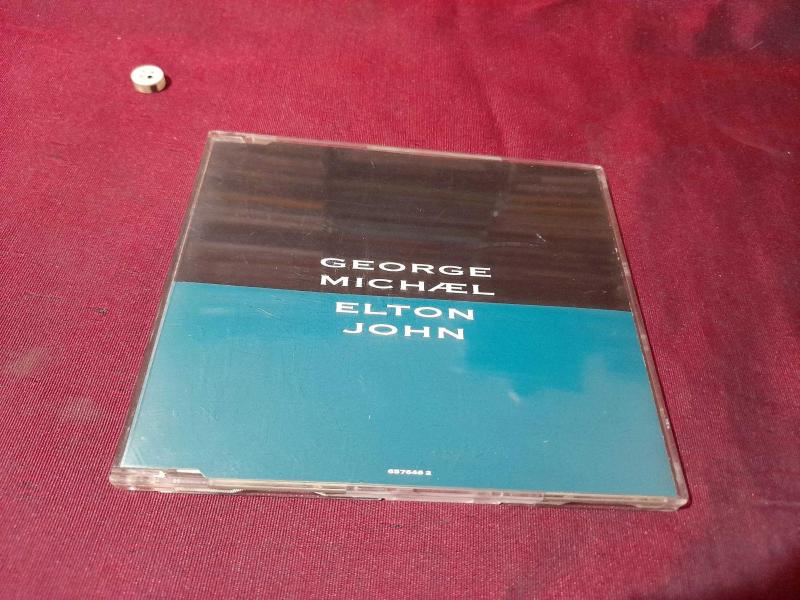 GEORGE
MICHÆL
ELTON
JOHN
657646 2